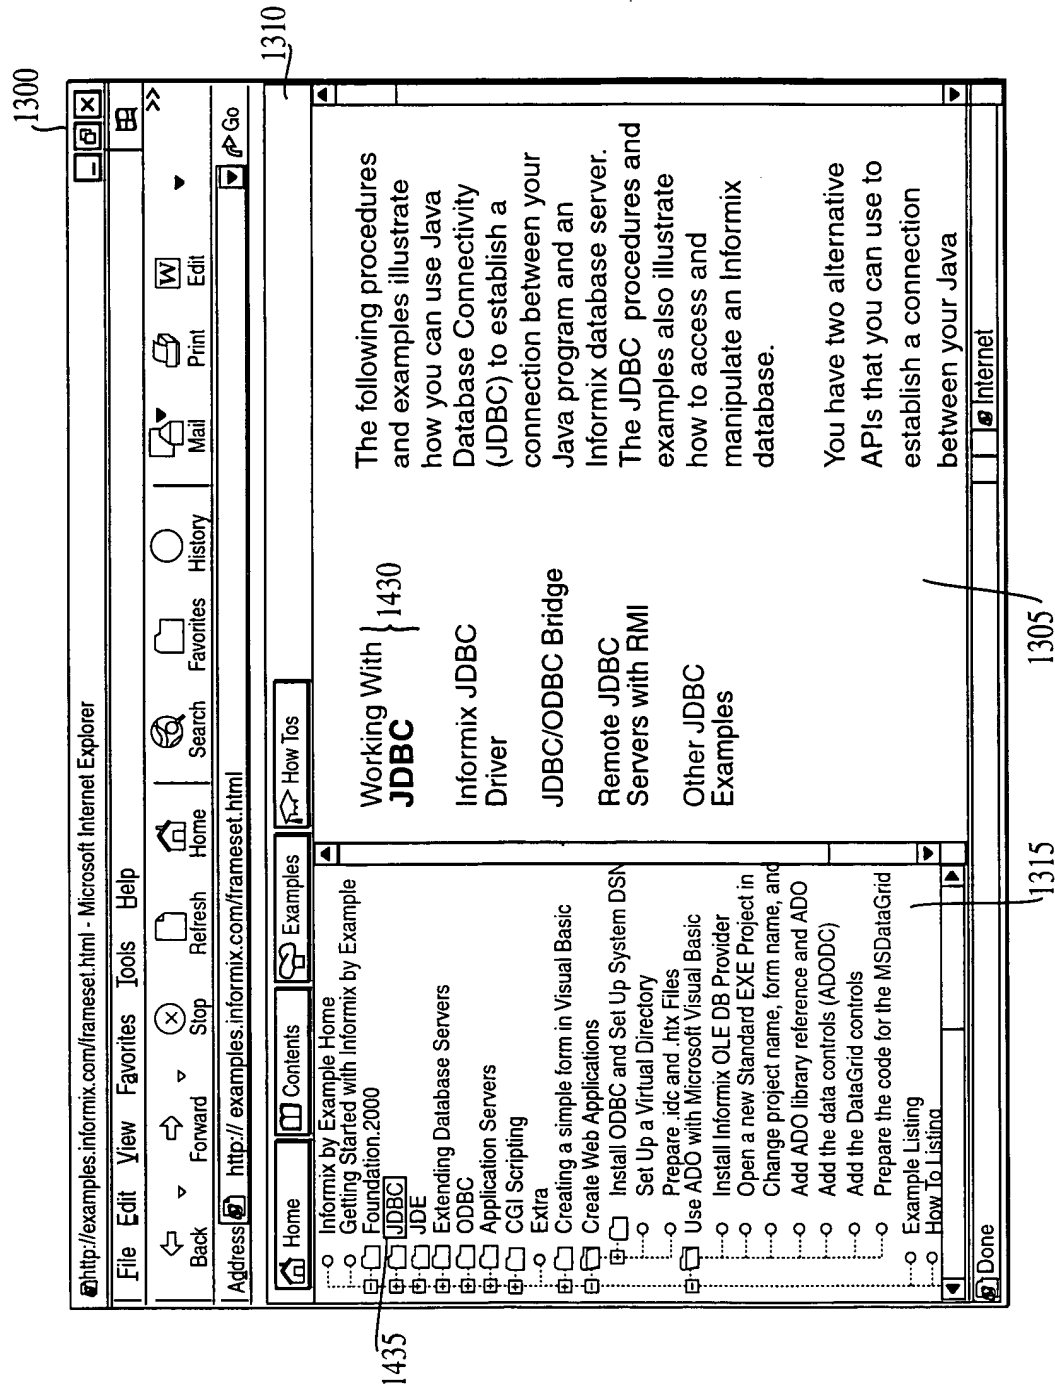 1300
http://examples.informix.com/frameset.html - Microsoft Internet Explorer
File Edit View Favorites Tools Help
Back Forward Stop Refresh Home Search Favorites History Mail Print Edit
>>
Address http:// examples.informix.com/frameset.html Go
1310
Home Contents Examples How Tos
Informix by Example Home
Getting Started with Informix by Example
Foundation.2000
JDBC
1435
JDE
Extending Database Servers
ODBC
Application Servers
CGI Scripting
Extra
Creating a simple form in Visual Basic
Create Web Applications
Install ODBC and Set Up System DSN
Set Up a Virtual Directory
Prepare .idc and .htx Files
Use ADO with Microsoft Visual Basic
Install Informix OLE DB Provider
Open a new Standard EXE Project in
Change project name, form name, and
Add ADO library reference and ADO
Add the data controls (ADODC)
Add the DataGrid controls
Prepare the code for the MSDataGrid
Example Listing
How To Listing
1315
Working With
JDBC
1430
Informix JDBC
Driver
JDBC/ODBC Bridge
Remote JDBC
Servers with RMI
Other JDBC
Examples
The following procedures
and examples illustrate
how you can use Java
Database Connectivity
(JDBC) to establish a
connection between your
Java program and an
Informix database server.
The JDBC procedures and
examples also illustrate
how to access and
manipulate an Informix
database.
You have two alternative
APIs that you can use to
establish a connection
between your Java
1305
Done
Internet